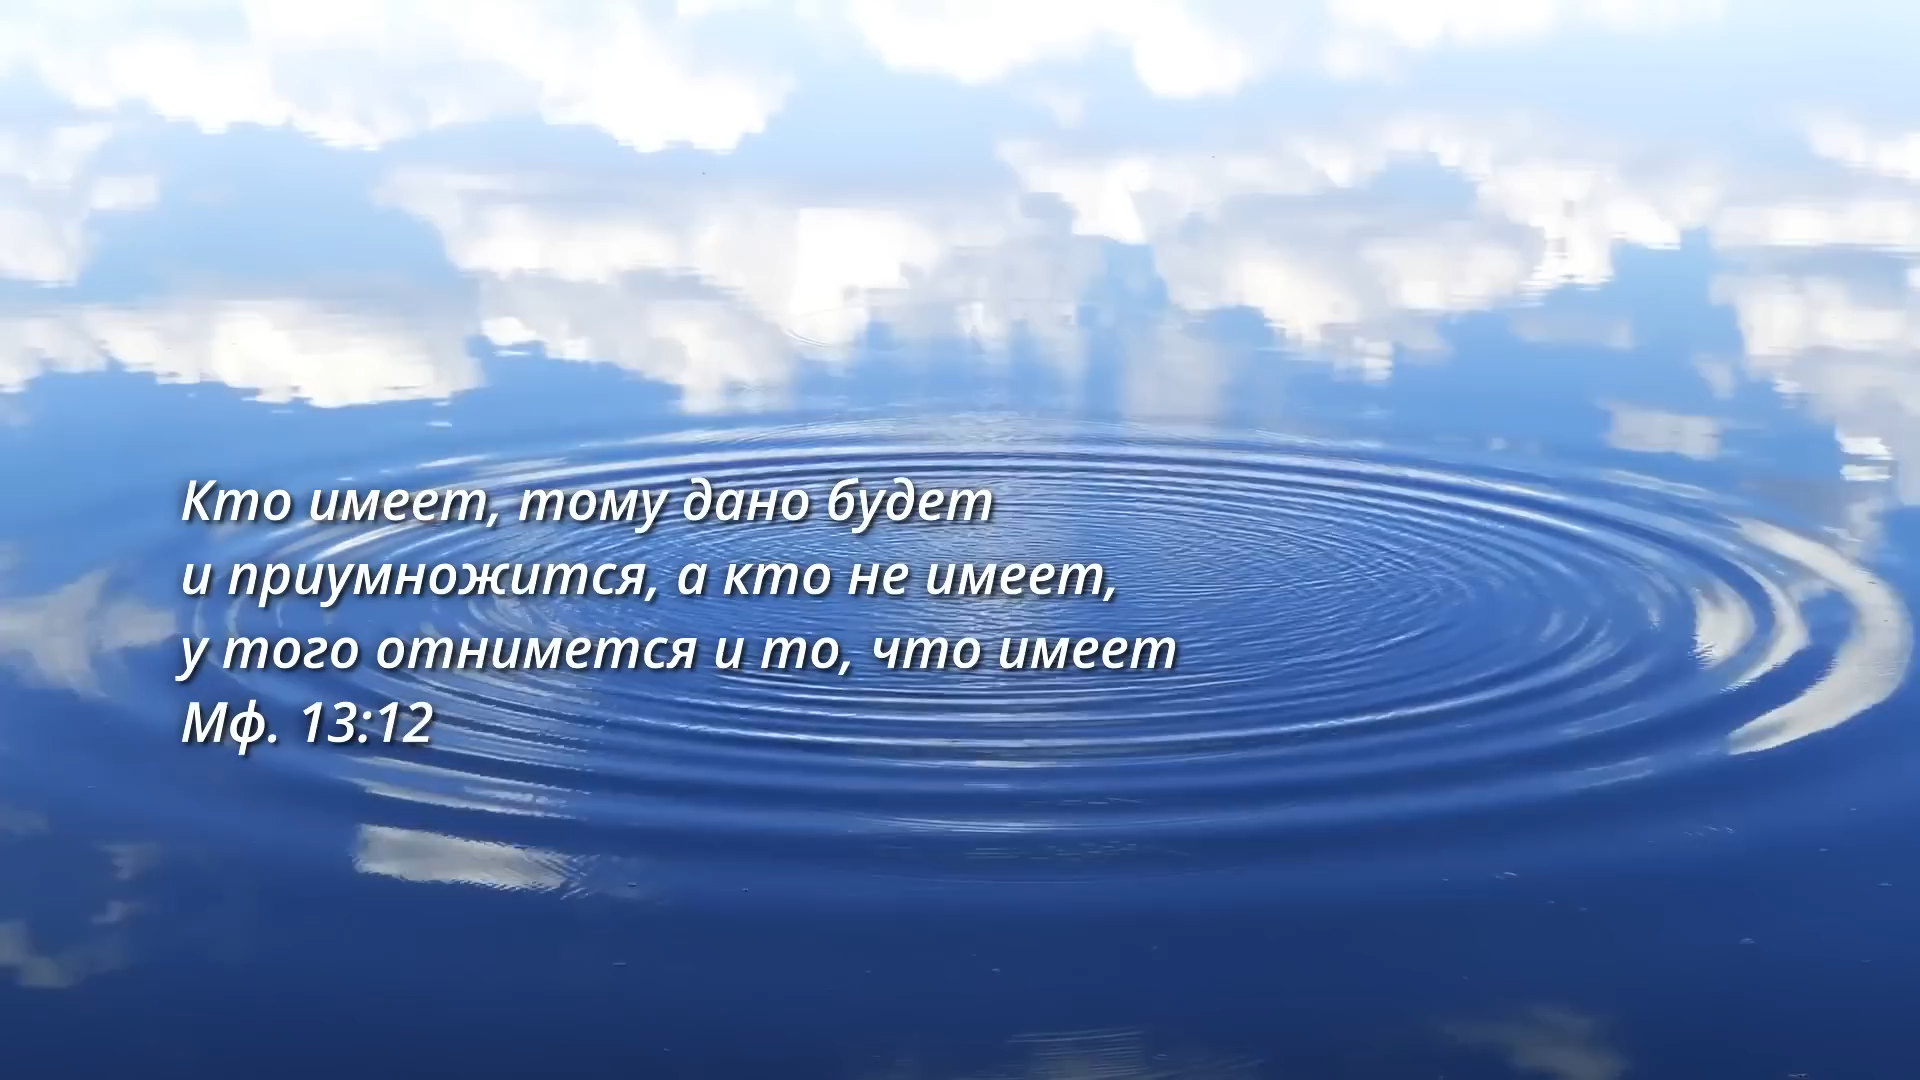 Кто имеет, тому дано будет
и приумножится, а кто не имеет,
у того отнимется и то, что имеет
Мф. 13:12